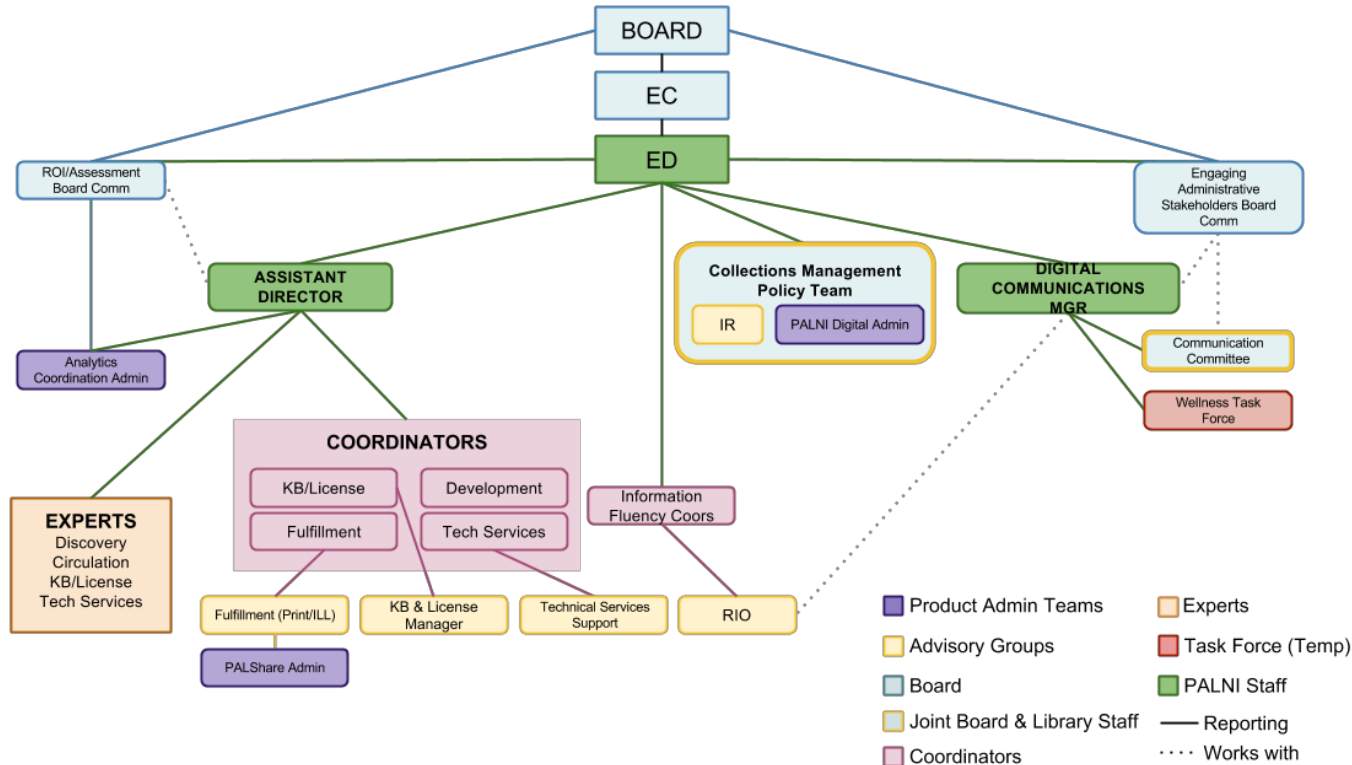 BOARD
EC
ED
ROI/Assessment
Board Comm
Engaging
Administrative
Stakeholders Board
Comm
ASSISTANT
DIRECTOR
Collections Management
Policy Team
IR
PALNI Digital Admin
DIGITAL
COMMUNICATIONS
MGR
Analytics
Coordination Admin
Communication
Committee
Wellness Task
Force
COORDINATORS
KB/License
Development
Fulfillment
Tech Services
Information
Fluency Coors
EXPERTS
Discovery
Circulation
KB/License
Tech Services
Fulfillment (Print/ILL)
KB & License
Manager
Technical Services
Support
RIO
PALShare Admin
Product Admin Teams
Advisory Groups
Board
Joint Board & Library Staff
Coordinators
Experts
Task Force (Temp)
PALNI Staff
Reporting
Works with